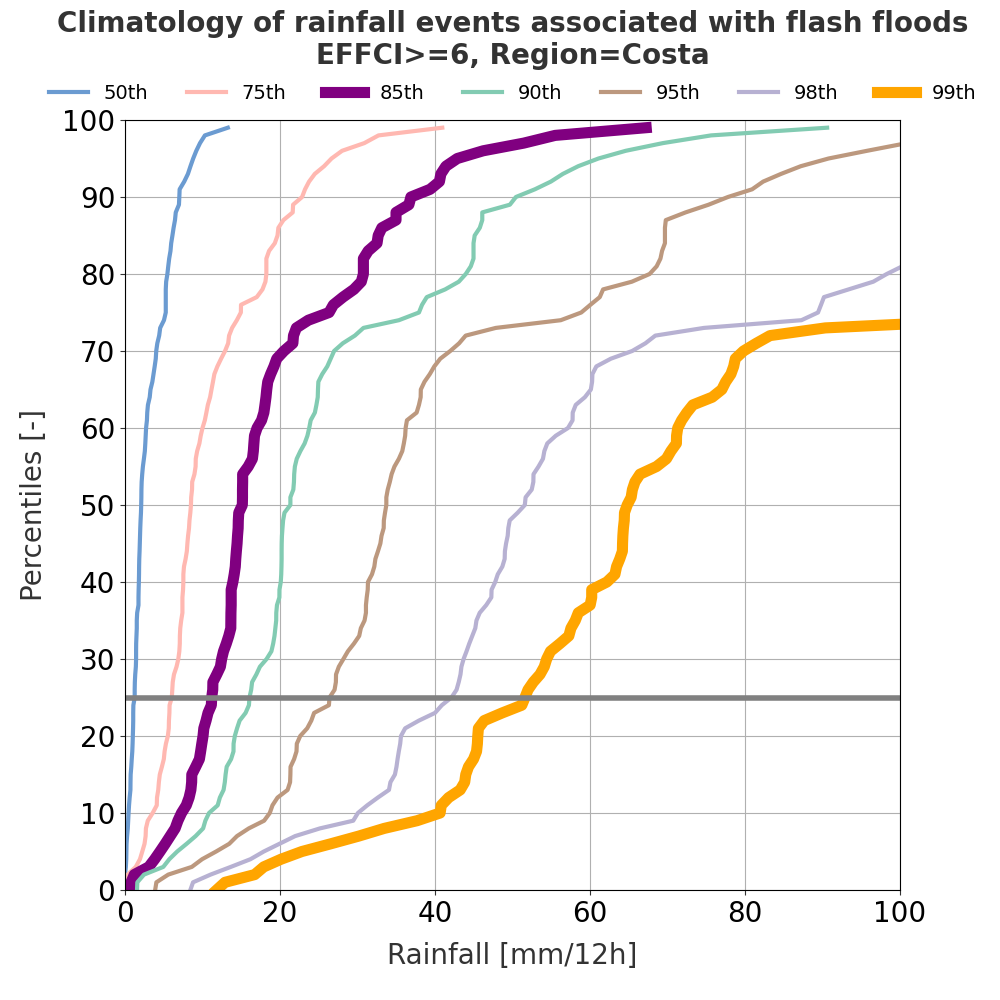 Climatology of rainfall events associated with flash floods
EFFCI>=6, Region=Costa
50th 75th 85th 90th 95th 98th 99th
100
90
80
70
60
50
40
30
20
10
0
Percentiles [-]
0 20 40 60 80 100
Rainfall [mm/12h]